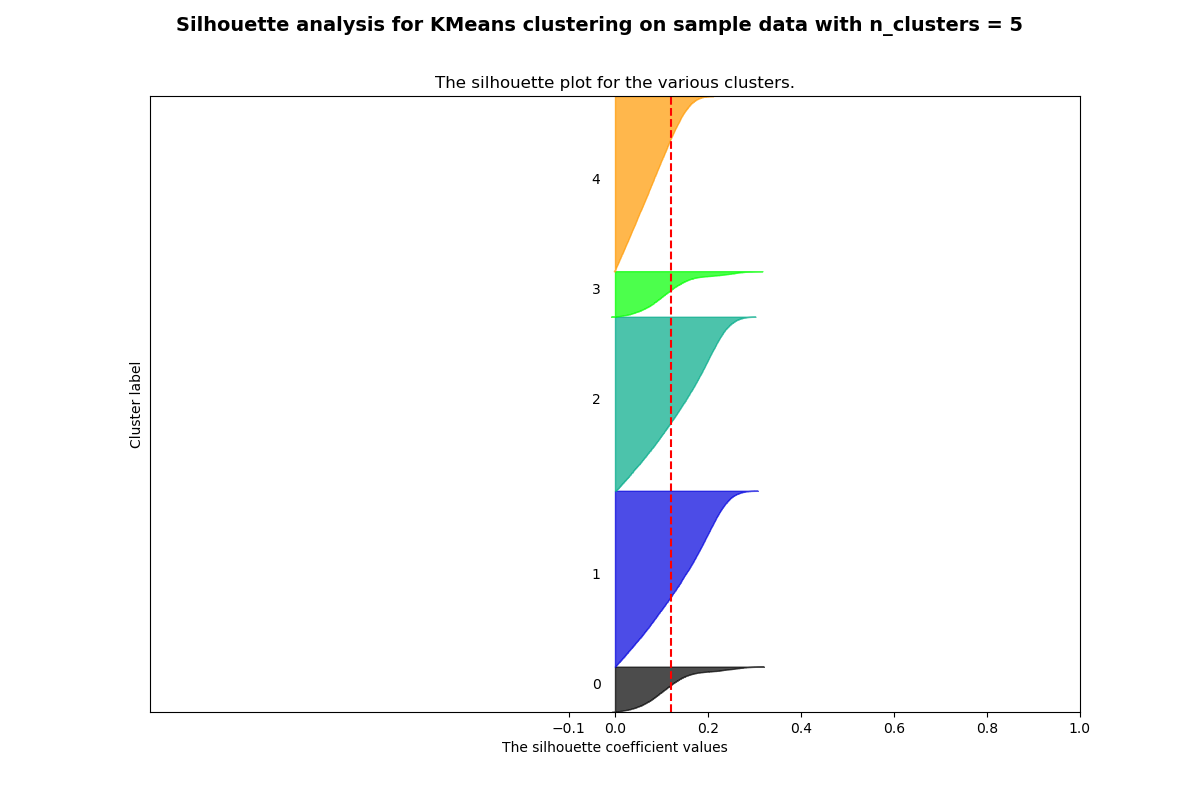 Silhouette analysis for KMeans clustering on sample data with n_clusters = 5
The silhouette plot for the various clusters.
4
3
2
1
0
Cluster label
−0.1 0.0 0.2 0.4 0.6 0.8 1.0
The silhouette coefficient values